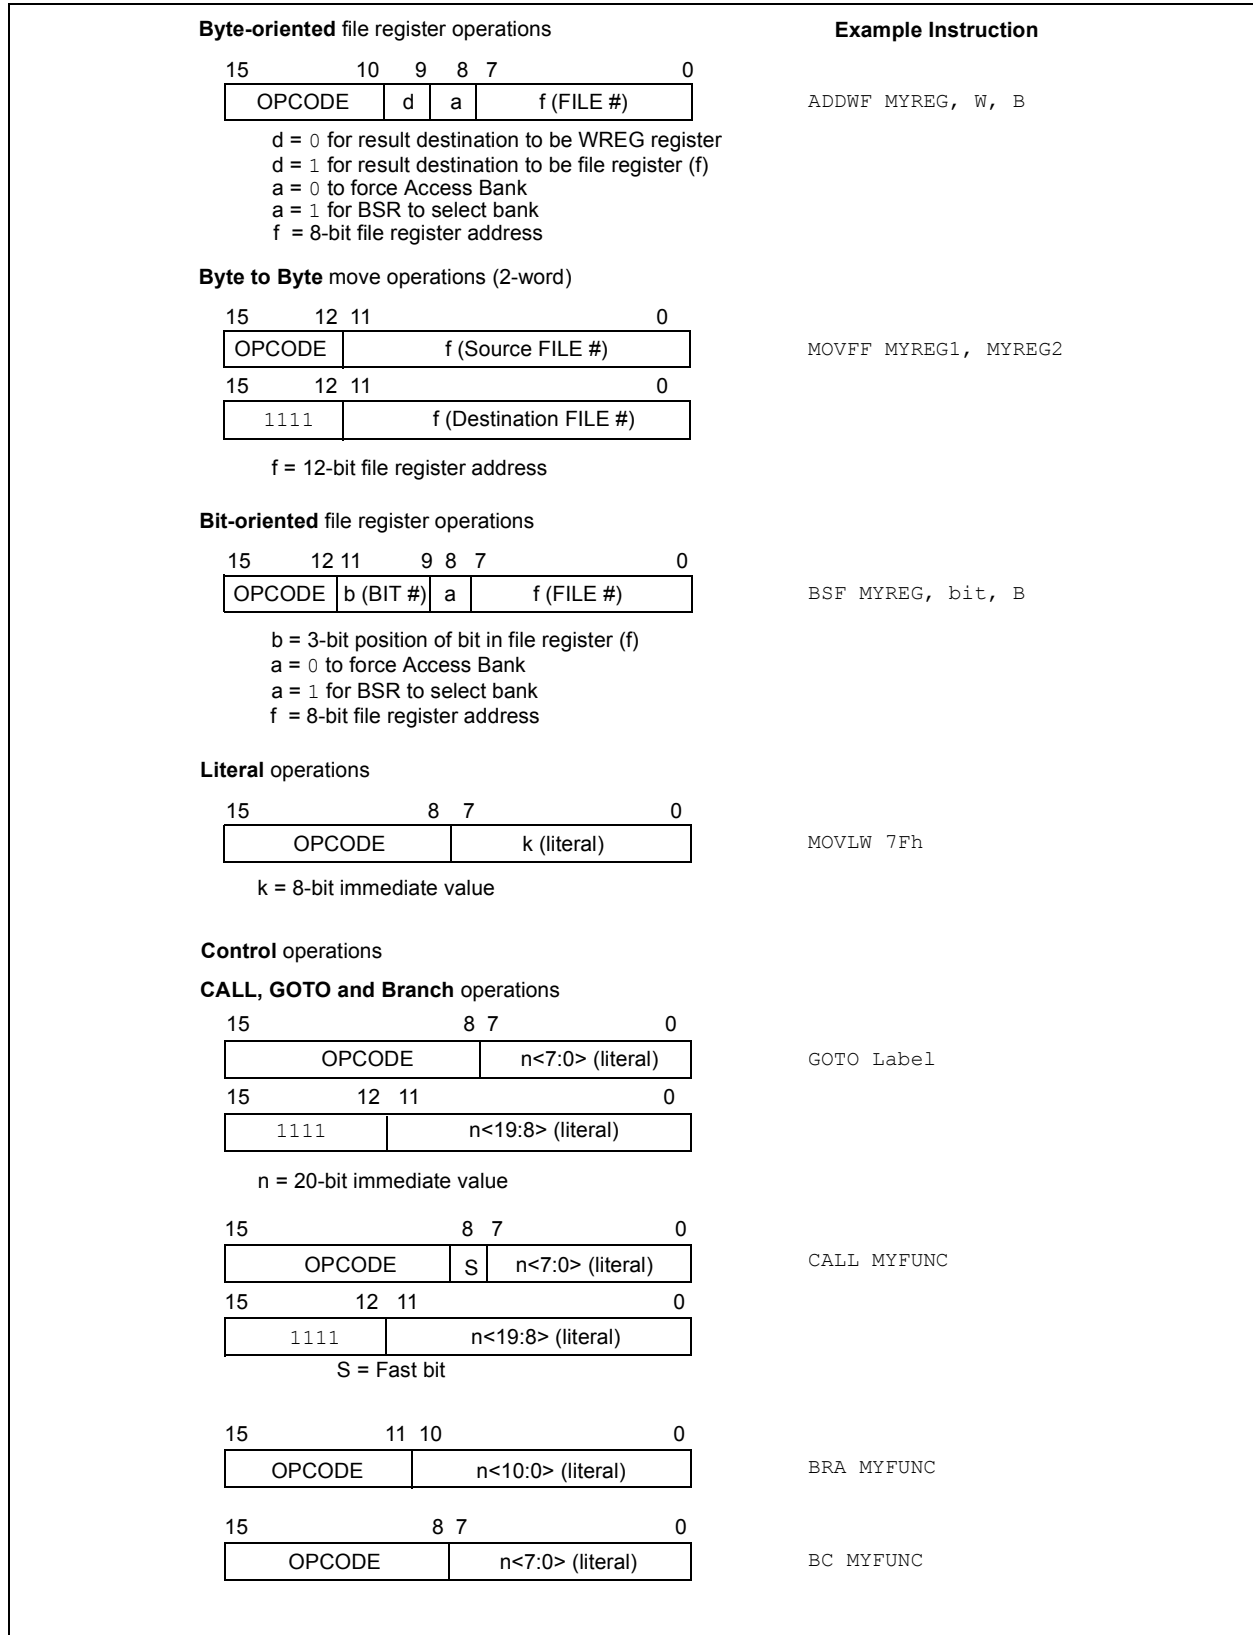 Byte-oriented file register operations Example Instruction
15 10 9 8 7 0
OPCODE d a f (FILE #) ADDWF MYREG, W, B
d = 0 for result destination to be WREG register
d = 1 for result destination to be file register (f)
a = 0 to force Access Bank
a = 1 for BSR to select bank
f = 8-bit file register address
Byte to Byte move operations (2-word)
15 12 11 0
OPCODE f (Source FILE #) MOVFF MYREG1, MYREG2
15 12 11 0
1111 f (Destination FILE #)
f = 12-bit file register address
Bit-oriented file register operations
15 12 11 9 8 7 0
OPCODE b (BIT #) a f (FILE #) BSF MYREG, bit, B
b = 3-bit position of bit in file register (f)
a = 0 to force Access Bank
a = 1 for BSR to select bank
f = 8-bit file register address
Literal operations
15 8 7 0
OPCODE k (literal) MOVLW 7Fh
k = 8-bit immediate value
Control operations
CALL, GOTO and Branch operations
15 8 7 0
OPCODE n<7:0> (literal) GOTO Label
15 12 11 0
1111 n<19:8> (literal)
n = 20-bit immediate value
15 8 7 0
OPCODE S n<7:0> (literal) CALL MYFUNC
15 12 11 0
1111 n<19:8> (literal)
S = Fast bit
15 11 10 0
OPCODE n<10:0> (literal) BRA MYFUNC
15 8 7 0
OPCODE n<7:0> (literal) BC MYFUNC